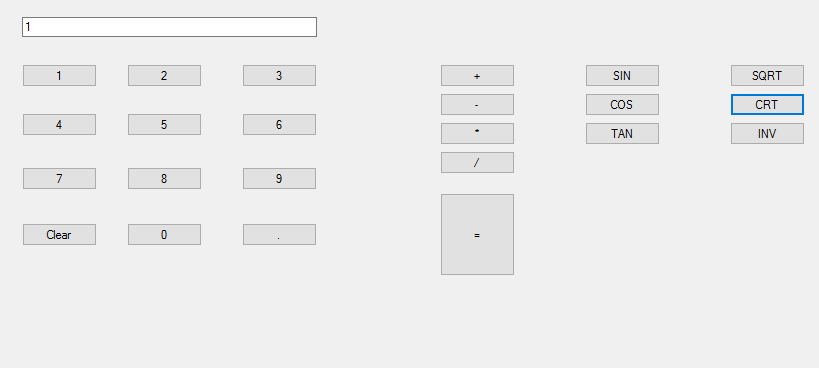 1
1 2 3 + SIN SQRT
- COS CRT
4 5 6 * TAN INV
/
7 8 9
Clear 0 . =